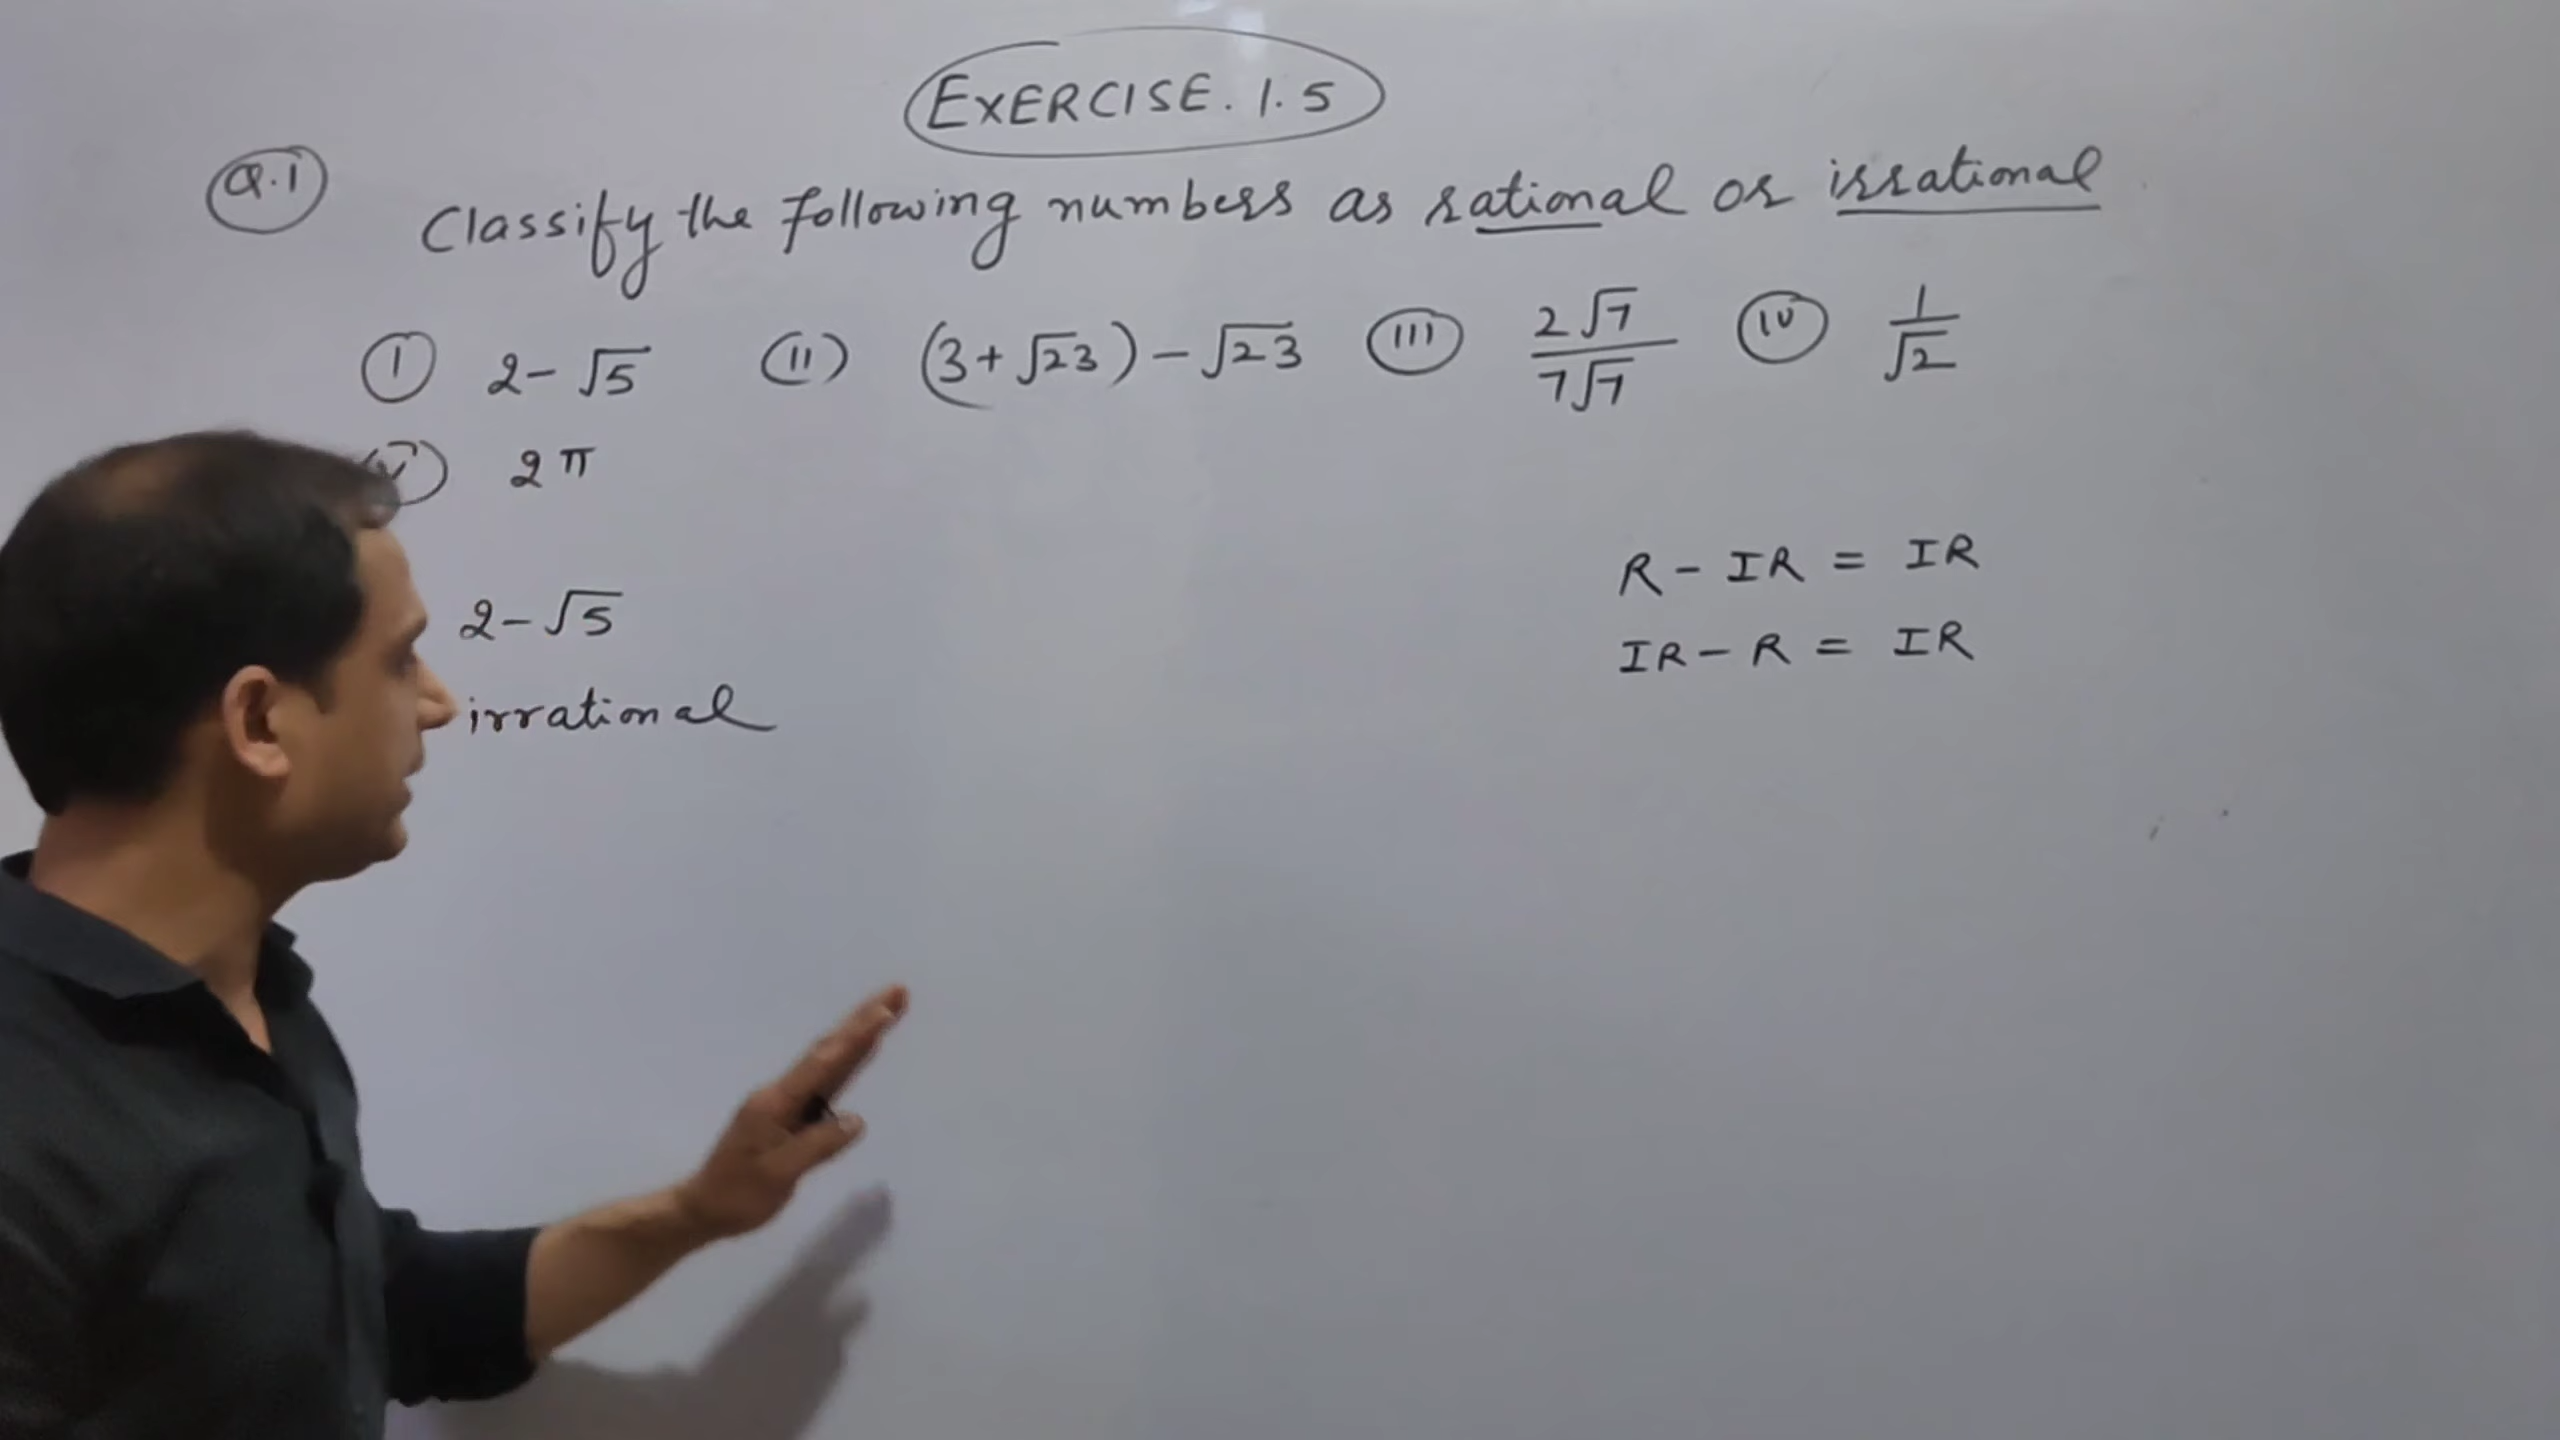 EXERCISE. 1.5
Q.1 Classify the following numbers as rational or irrational
(i) 2-√5 (ii) (3+√23)-√23 (iii) 2√7/7√7 (iv) 1/√2
(v) 2π
2-√5
irrational
R - IR = IR
IR - R = IR